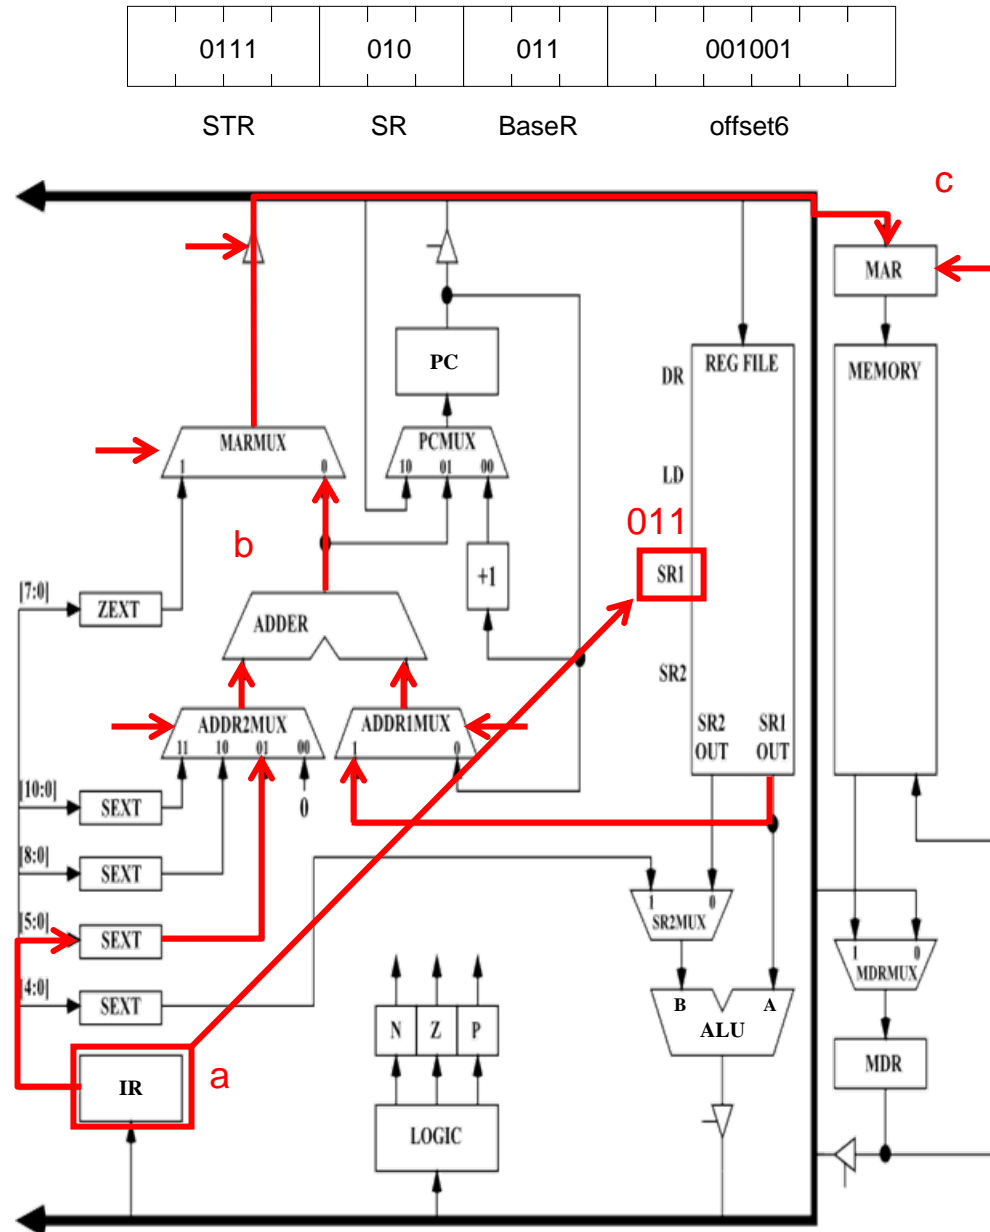 0111 010 011 001001
STR SR BaseR offset6
c
MAR
PC
REG FILE
MEMORY
DR
MARMUX
1 0
PCMUX
10 01 00
LD
011
b
+1
SR1
[7:0]
ZEXT
ADDER
SR2
ADDR2MUX
11 10 01 00
ADDR1MUX
1 0
SR2 OUT
SR1 OUT
0
[10:0]
SEXT
[8:0]
SEXT
1 0
SR2MUX
[5:0]
SEXT
1 0
MDRMUX
[4:0]
SEXT
B A
ALU
N Z P
MDR
IR
a
LOGIC